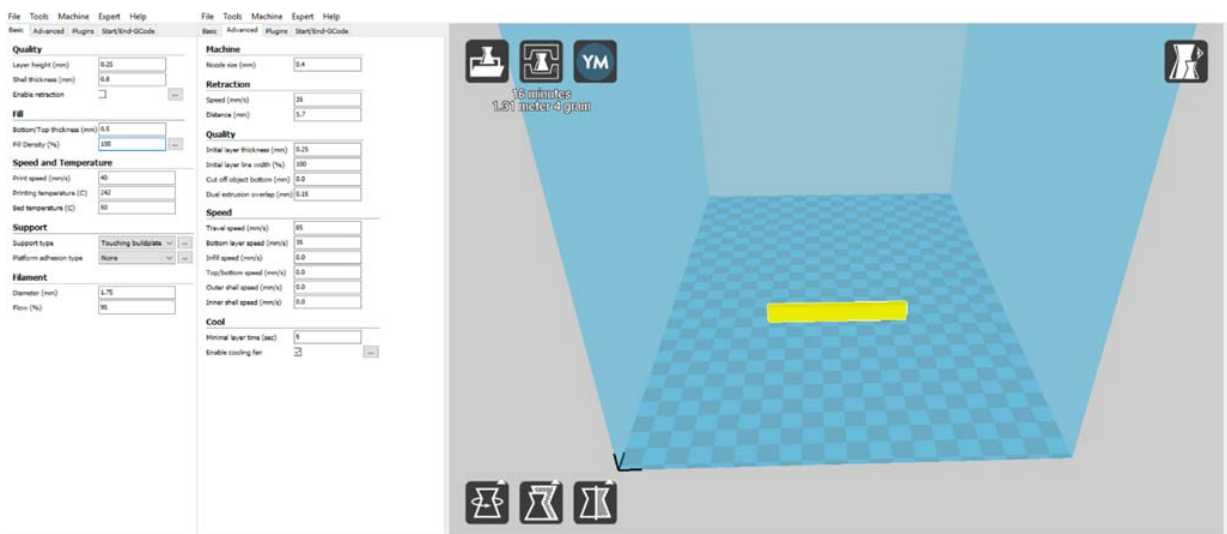 File Tools Machine Expert Help
Basic Advanced Plugins Start/End-GCode
Quality
Layer height (mm) 0.25
Shell thickness (mm) 0.8
Enable retraction ...
Fill
Bottom/Top thickness (mm) 0.5
Fill Density (%) 100 ...
Speed and Temperature
Print speed (mm/s) 40
Printing temperature (C) 242
Bed temperature (C) 50
Support
Support type Touching buildplate ...
Platform adhesion type None ...
Filament
Diameter (mm) 1.75
Flow (%) 95
File Tools Machine Expert Help
Basic Advanced Plugins Start/End-GCode
Machine
Nozzle size (mm) 0.4
Retraction
Speed (mm/s) 35
Distance (mm) 5.7
Quality
Initial layer thickness (mm) 0.25
Initial layer line width (%) 100
Cut off object bottom (mm) 0.0
Dual extrusion overlap (mm) 0.15
Speed
Travel speed (mm/s) 85
Bottom layer speed (mm/s) 35
Infill speed (mm/s) 0.0
Top/bottom speed (mm/s) 0.0
Outer shell speed (mm/s) 0.0
Inner shell speed (mm/s) 0.0
Cool
Minimal layer time (sec) 5
Enable cooling fan ...
YM
16 minutes
1.31 meter 4 gram